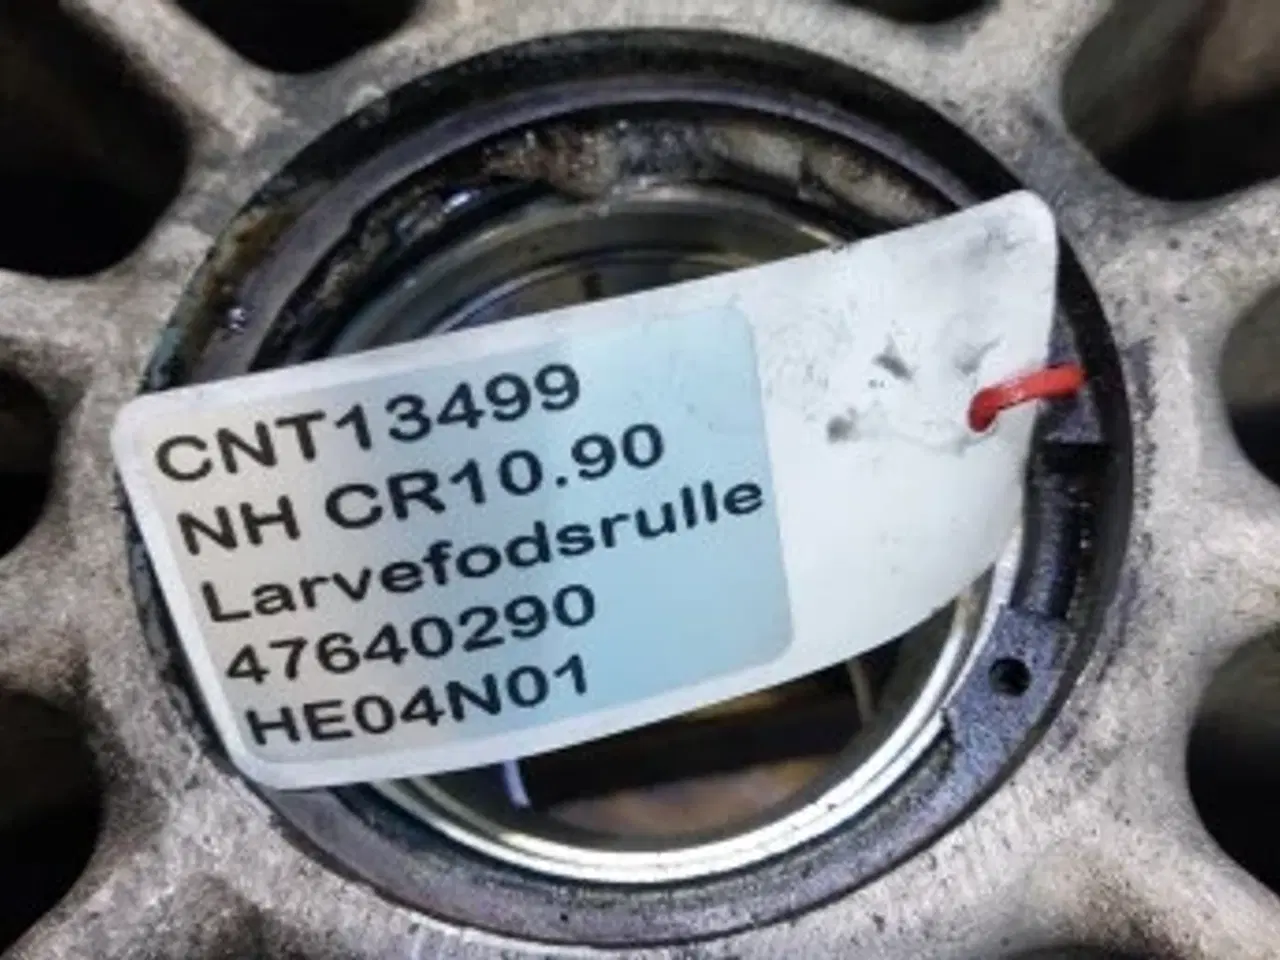 CNT13499
NH CR10.90
Larvefodsrulle
47640290
HE04N01